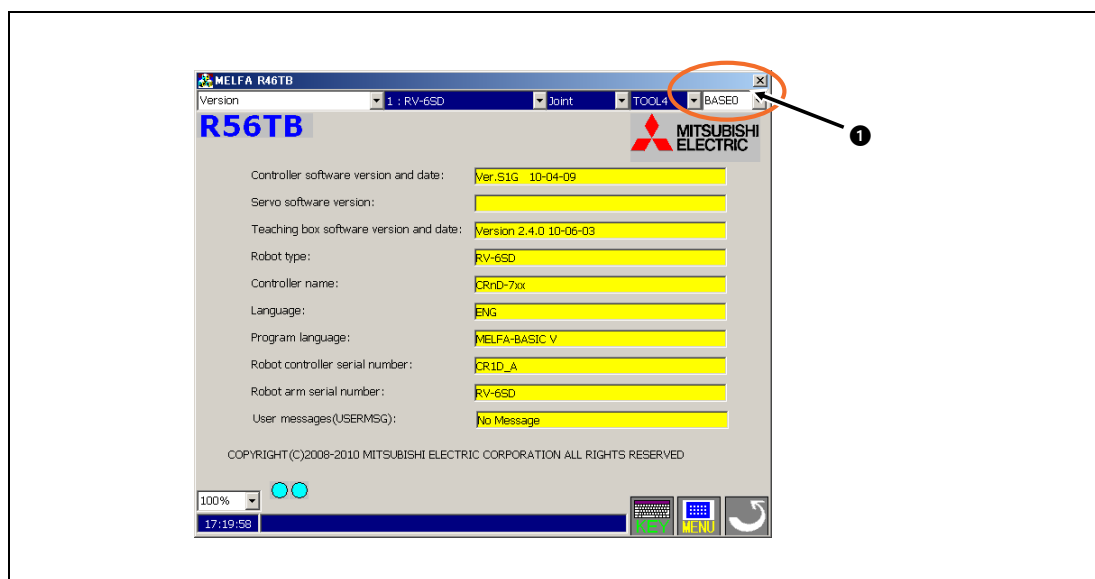 MELFA R46TB
Version 1 : RV-6SD Joint TOOL4 BASE0
R56TB
MITSUBISHI
ELECTRIC
❶
Controller software version and date: Ver.S1G 10-04-09
Servo software version:
Teaching box software version and date: Version 2.4.0 10-06-03
Robot type: RV-6SD
Controller name: CRnD-7xx
Language: ENG
Program language: MELFA-BASIC V
Robot controller serial number: CR1D_A
Robot arm serial number: RV-6SD
User messages(USERMSG): No Message
COPYRIGHT(C)2008-2010 MITSUBISHI ELECTRIC CORPORATION ALL RIGHTS RESERVED
100%
17:19:58 KEY MENU